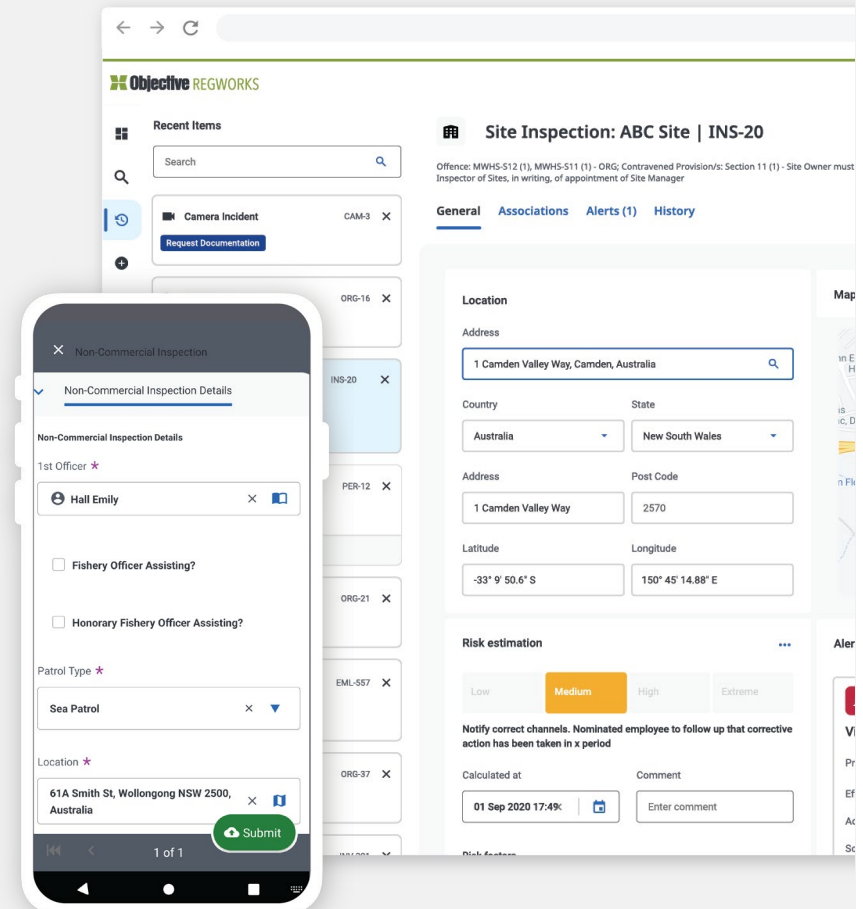 Objective REGWORKS
Recent Items
Search
Camera Incident CAM-3
Request Documentation
ORG-16
INS-20
PER-12
ORG-21
EML-557
ORG-37
Site Inspection: ABC Site | INS-20
Offence: MWHS-S12 (1), MWHS-S11 (1) - ORG; Contravened Provision/s: Section 11 (1) - Site Owner must
Inspector of Sites, in writing, of appointment of Site Manager
General Associations Alerts (1) History
Location
Address
1 Camden Valley Way, Camden, Australia
Country State
Australia New South Wales
Address Post Code
1 Camden Valley Way 2570
Latitude Longitude
-33° 9' 50.6" S 150° 45' 14.88" E
Risk estimation
Low Medium High Extreme
Notify correct channels. Nominated employee to follow up that corrective
action has been taken in x period
Calculated at Comment
01 Sep 2020 17:49 Enter comment
Risk factors
Map
Aler
Vi
Pr
Ef
Ac
Sc
Non-Commercial Inspection
Non-Commercial Inspection Details
Non-Commercial Inspection Details
1st Officer *
Hall Emily
Fishery Officer Assisting?
Honorary Fishery Officer Assisting?
Patrol Type *
Sea Patrol
Location *
61A Smith St, Wollongong NSW 2500,
Australia
Submit
1 of 1